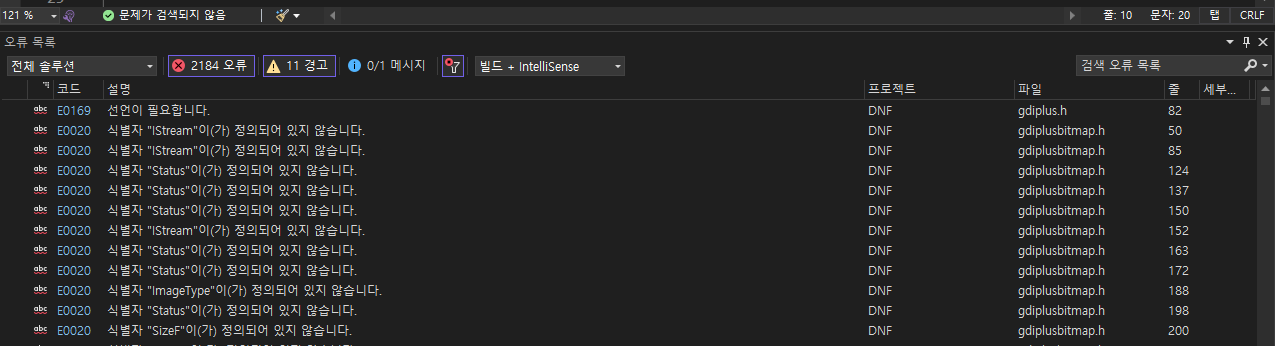 121 %
문제가 검색되지 않음
줄: 10
문자: 20
탭
CRLF
오류 목록
전체 솔루션
2184 오류
11 경고
0/1 메시지
빌드 + IntelliSense
검색 오류 목록
코드 설명 프로젝트 파일 줄 세부...
abc E0169 선언이 필요합니다. DNF gdiplus.h 82
abc E0020 식별자 "IStream"이(가) 정의되어 있지 않습니다. DNF gdiplusbitmap.h 50
abc E0020 식별자 "IStream"이(가) 정의되어 있지 않습니다. DNF gdiplusbitmap.h 85
abc E0020 식별자 "Status"이(가) 정의되어 있지 않습니다. DNF gdiplusbitmap.h 124
abc E0020 식별자 "Status"이(가) 정의되어 있지 않습니다. DNF gdiplusbitmap.h 137
abc E0020 식별자 "Status"이(가) 정의되어 있지 않습니다. DNF gdiplusbitmap.h 150
abc E0020 식별자 "IStream"이(가) 정의되어 있지 않습니다. DNF gdiplusbitmap.h 152
abc E0020 식별자 "Status"이(가) 정의되어 있지 않습니다. DNF gdiplusbitmap.h 163
abc E0020 식별자 "Status"이(가) 정의되어 있지 않습니다. DNF gdiplusbitmap.h 172
abc E0020 식별자 "ImageType"이(가) 정의되어 있지 않습니다. DNF gdiplusbitmap.h 188
abc E0020 식별자 "Status"이(가) 정의되어 있지 않습니다. DNF gdiplusbitmap.h 198
abc E0020 식별자 "SizeF"이(가) 정의되어 있지 않습니다. DNF gdiplusbitmap.h 200